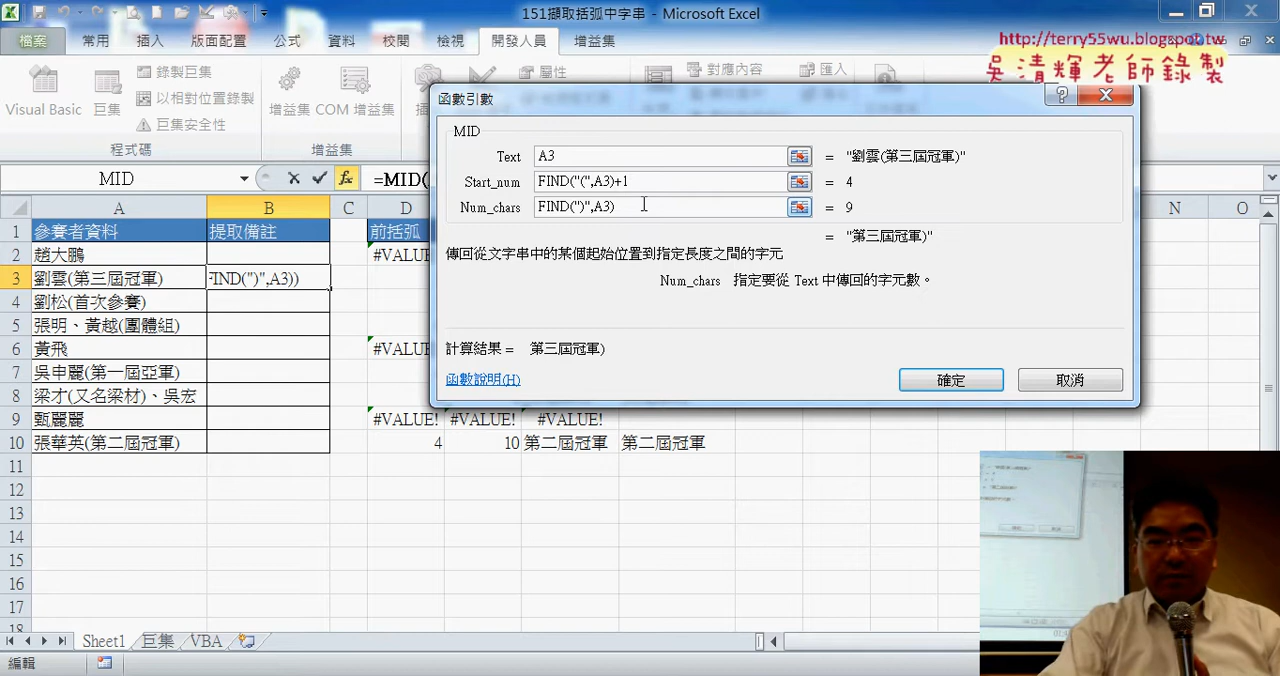 151擷取括弧中字串 - Microsoft Excel
檔案 常用 插入 版面配置 公式 資料 校閱 檢視 開發人員 增益集
http://terry55wu.blogspot.tw
吳清輝老師錄製
Visual Basic 巨集 錄製巨集 以相對位置錄製 巨集安全性 增益集 COM 增益集 屬性 對應內容 匯入
程式碼 增益集
MID =MID(
函數引數
MID
Text A3 = "劉雲(第三屆冠軍)"
Start_num FIND("(",A3)+1 = 4
Num_chars FIND(")",A3) = 9
= "第三屆冠軍)"
傳回從文字串中的某個起始位置到指定長度之間的字元
Num_chars 指定要從 Text 中傳回的字元數。
計算結果 = 第三屆冠軍)
函數說明(H) 確定 取消
A B C D N O
1 參賽者資料 提取備註 前括弧
2 趙大鵬 #VALUE!
3 劉雲(第三屆冠軍) FIND(")",A3))
4 劉松(首次參賽)
5 張明、黃越(團體組)
6 黃飛 #VALU
7 吳申麗(第一屆亞軍)
8 梁才(又名梁材)、吳宏
9 甄麗麗 #VALUE! #VALUE! #VALUE!
10 張華英(第二屆冠軍) 4 10 第二屆冠軍 第二屆冠軍
11
12
13
14
15
16
17
18
Sheet1 巨集 VBA
編輯